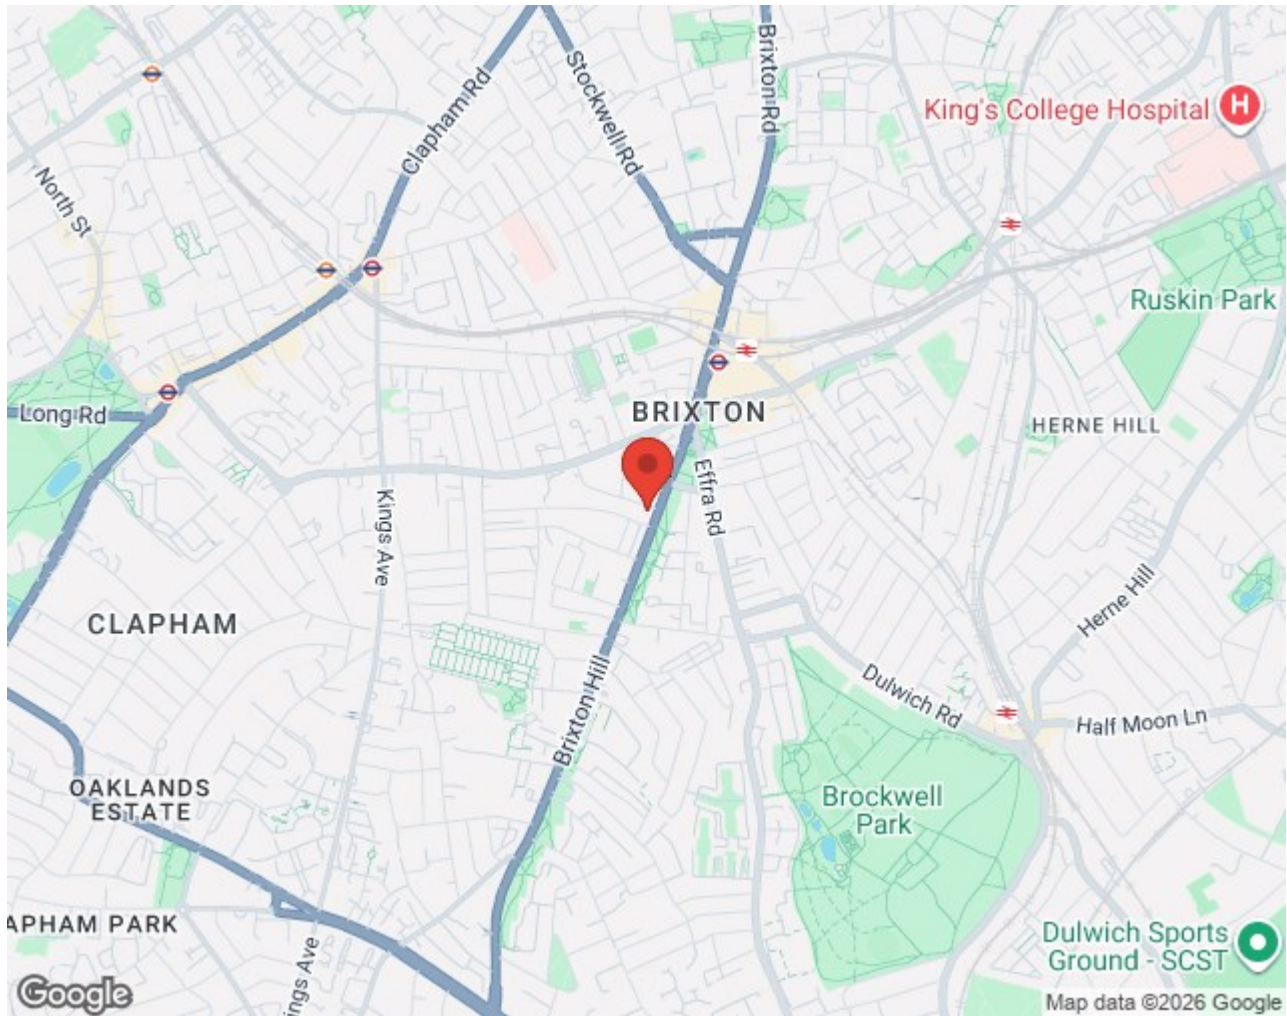 Brixton Rd
Stockwell Rd
Clapham Rd
King's College Hospital
H
North St
Ruskin Park
Long Rd
BRIXTON
HERNE HILL
Effra Rd
Kings Ave
Herne Hill
CLAPHAM
Brixton Hill
Dulwich Rd
Half Moon Ln
OAKLANDS
ESTATE
Brockwell
Park
APHAM PARK
ings Ave
Dulwich Sports
Ground - SCST
Google
Map data ©2026 Google